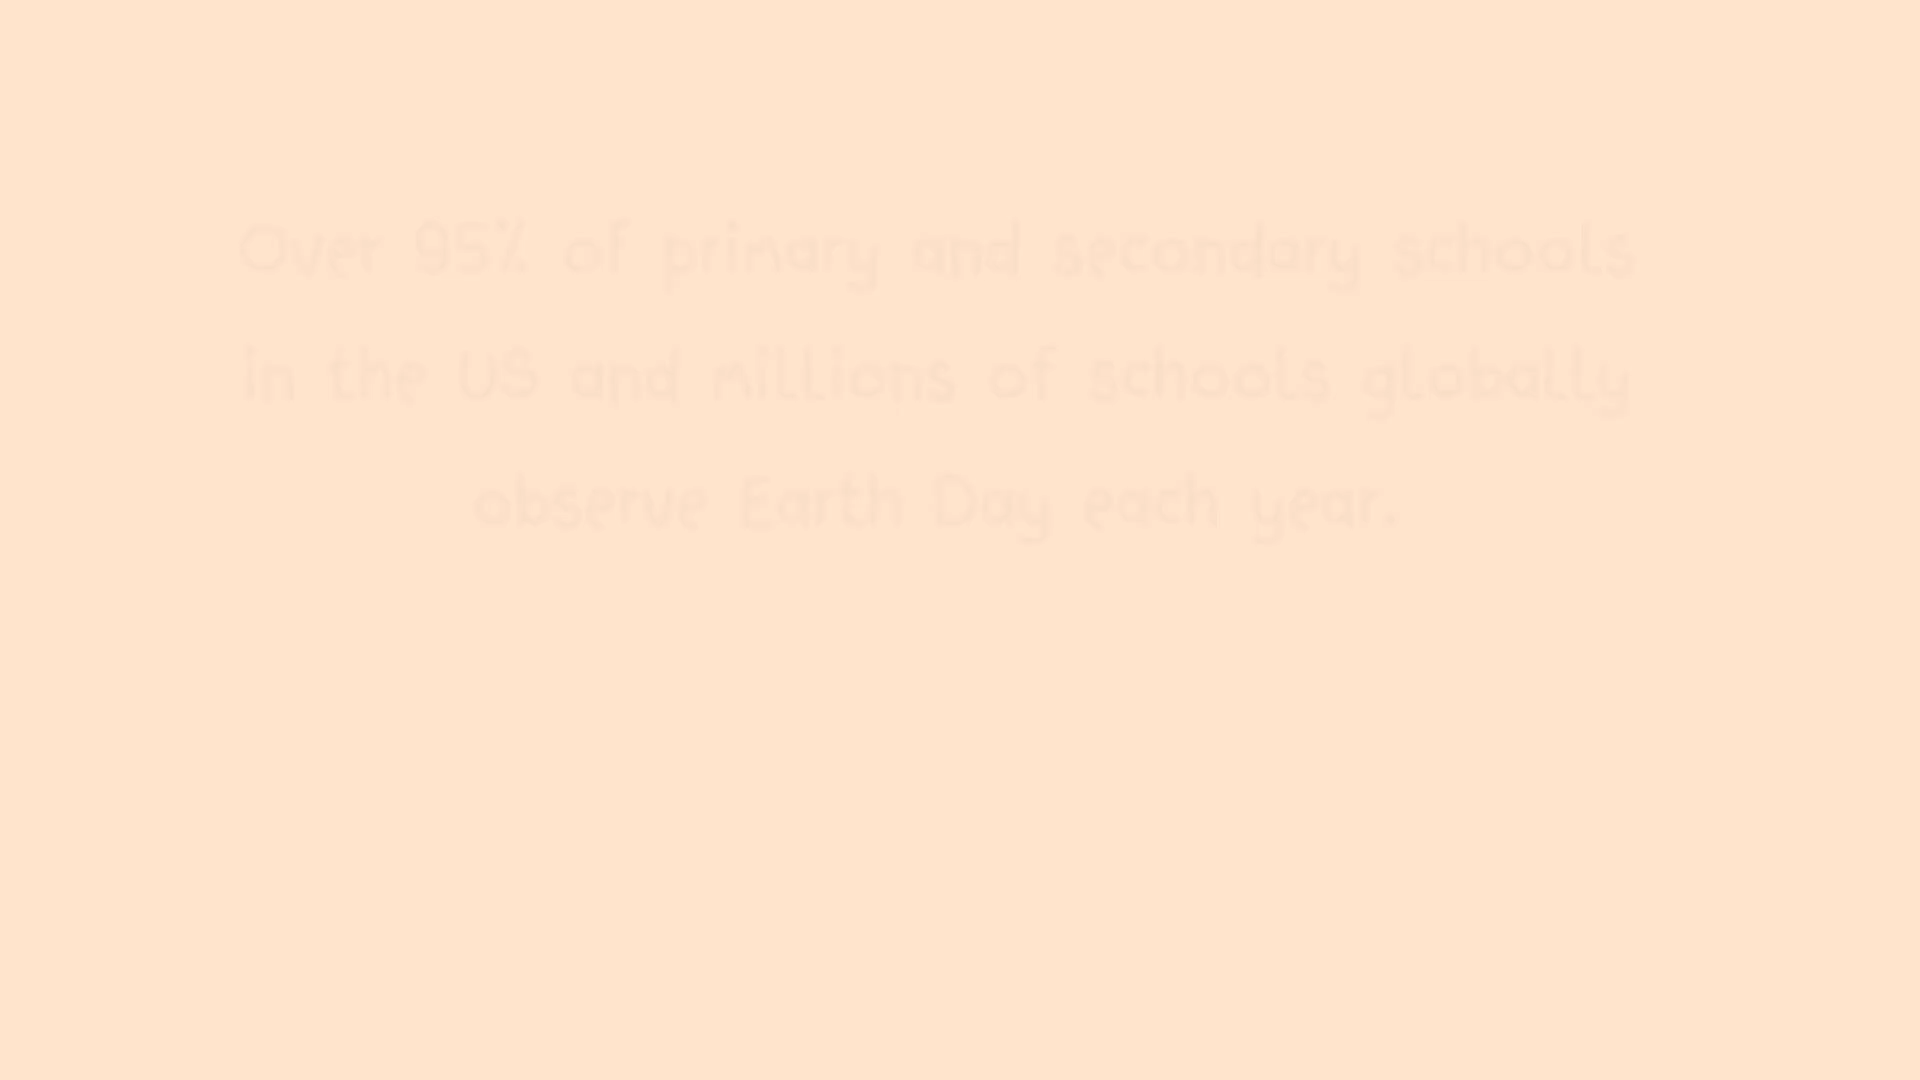 Over 95% of primary and secondary schools
in the US and millions of schools globally
observe Earth Day each year.